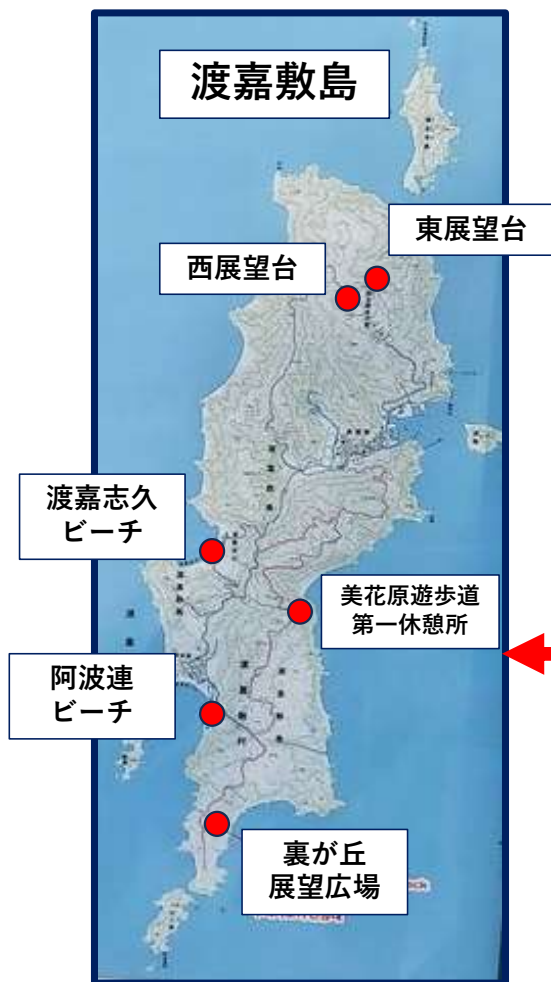 渡嘉敷島
東展望台
西展望台
渡嘉志久
ビーチ
美花原遊歩道
第一休憩所
阿波連
ビーチ
裏が丘
展望広場